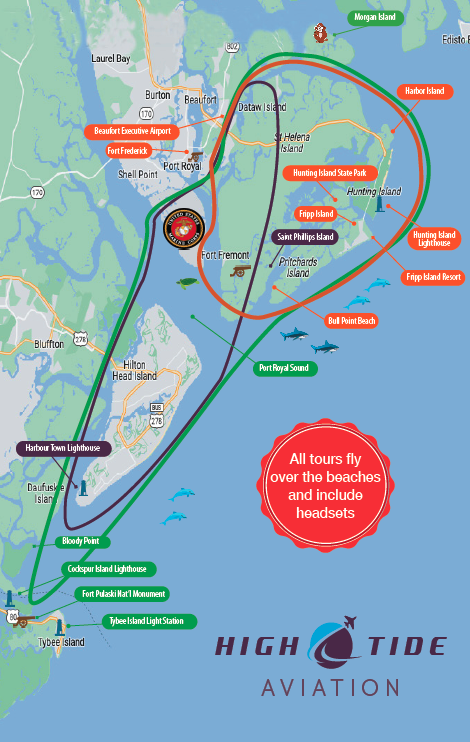 Morgan Island
Edisto
802
Laurel Bay
Burton
170
Beaufort
Dataw Island
Harbor Island
Beaufort Executive Airport
St Helena
Island
Fort Frederick
Port Royal
Shell Point
Hunting Island State Park
170
Hunting Island
Fripp Island
UNITED STATES
MARINE CORPS
Saint Phillips Island
Hunting Island
Lighthouse
Fort Fremont
Pritchards
Island
Fripp Island Resort
Bull Point Beach
278
Bluffton
Hilton
Head Island
Port Royal Sound
BUS
278
Harbour Town Lighthouse
All tours fly
over the beaches
and include
headsets
Daufuskie
Island
Bloody Point
Cockspur Island Lighthouse
Fort Pulaski Nat'l Monument
80
Tybee Island Light Station
Tybee Island
HIGH TIDE
AVIATION